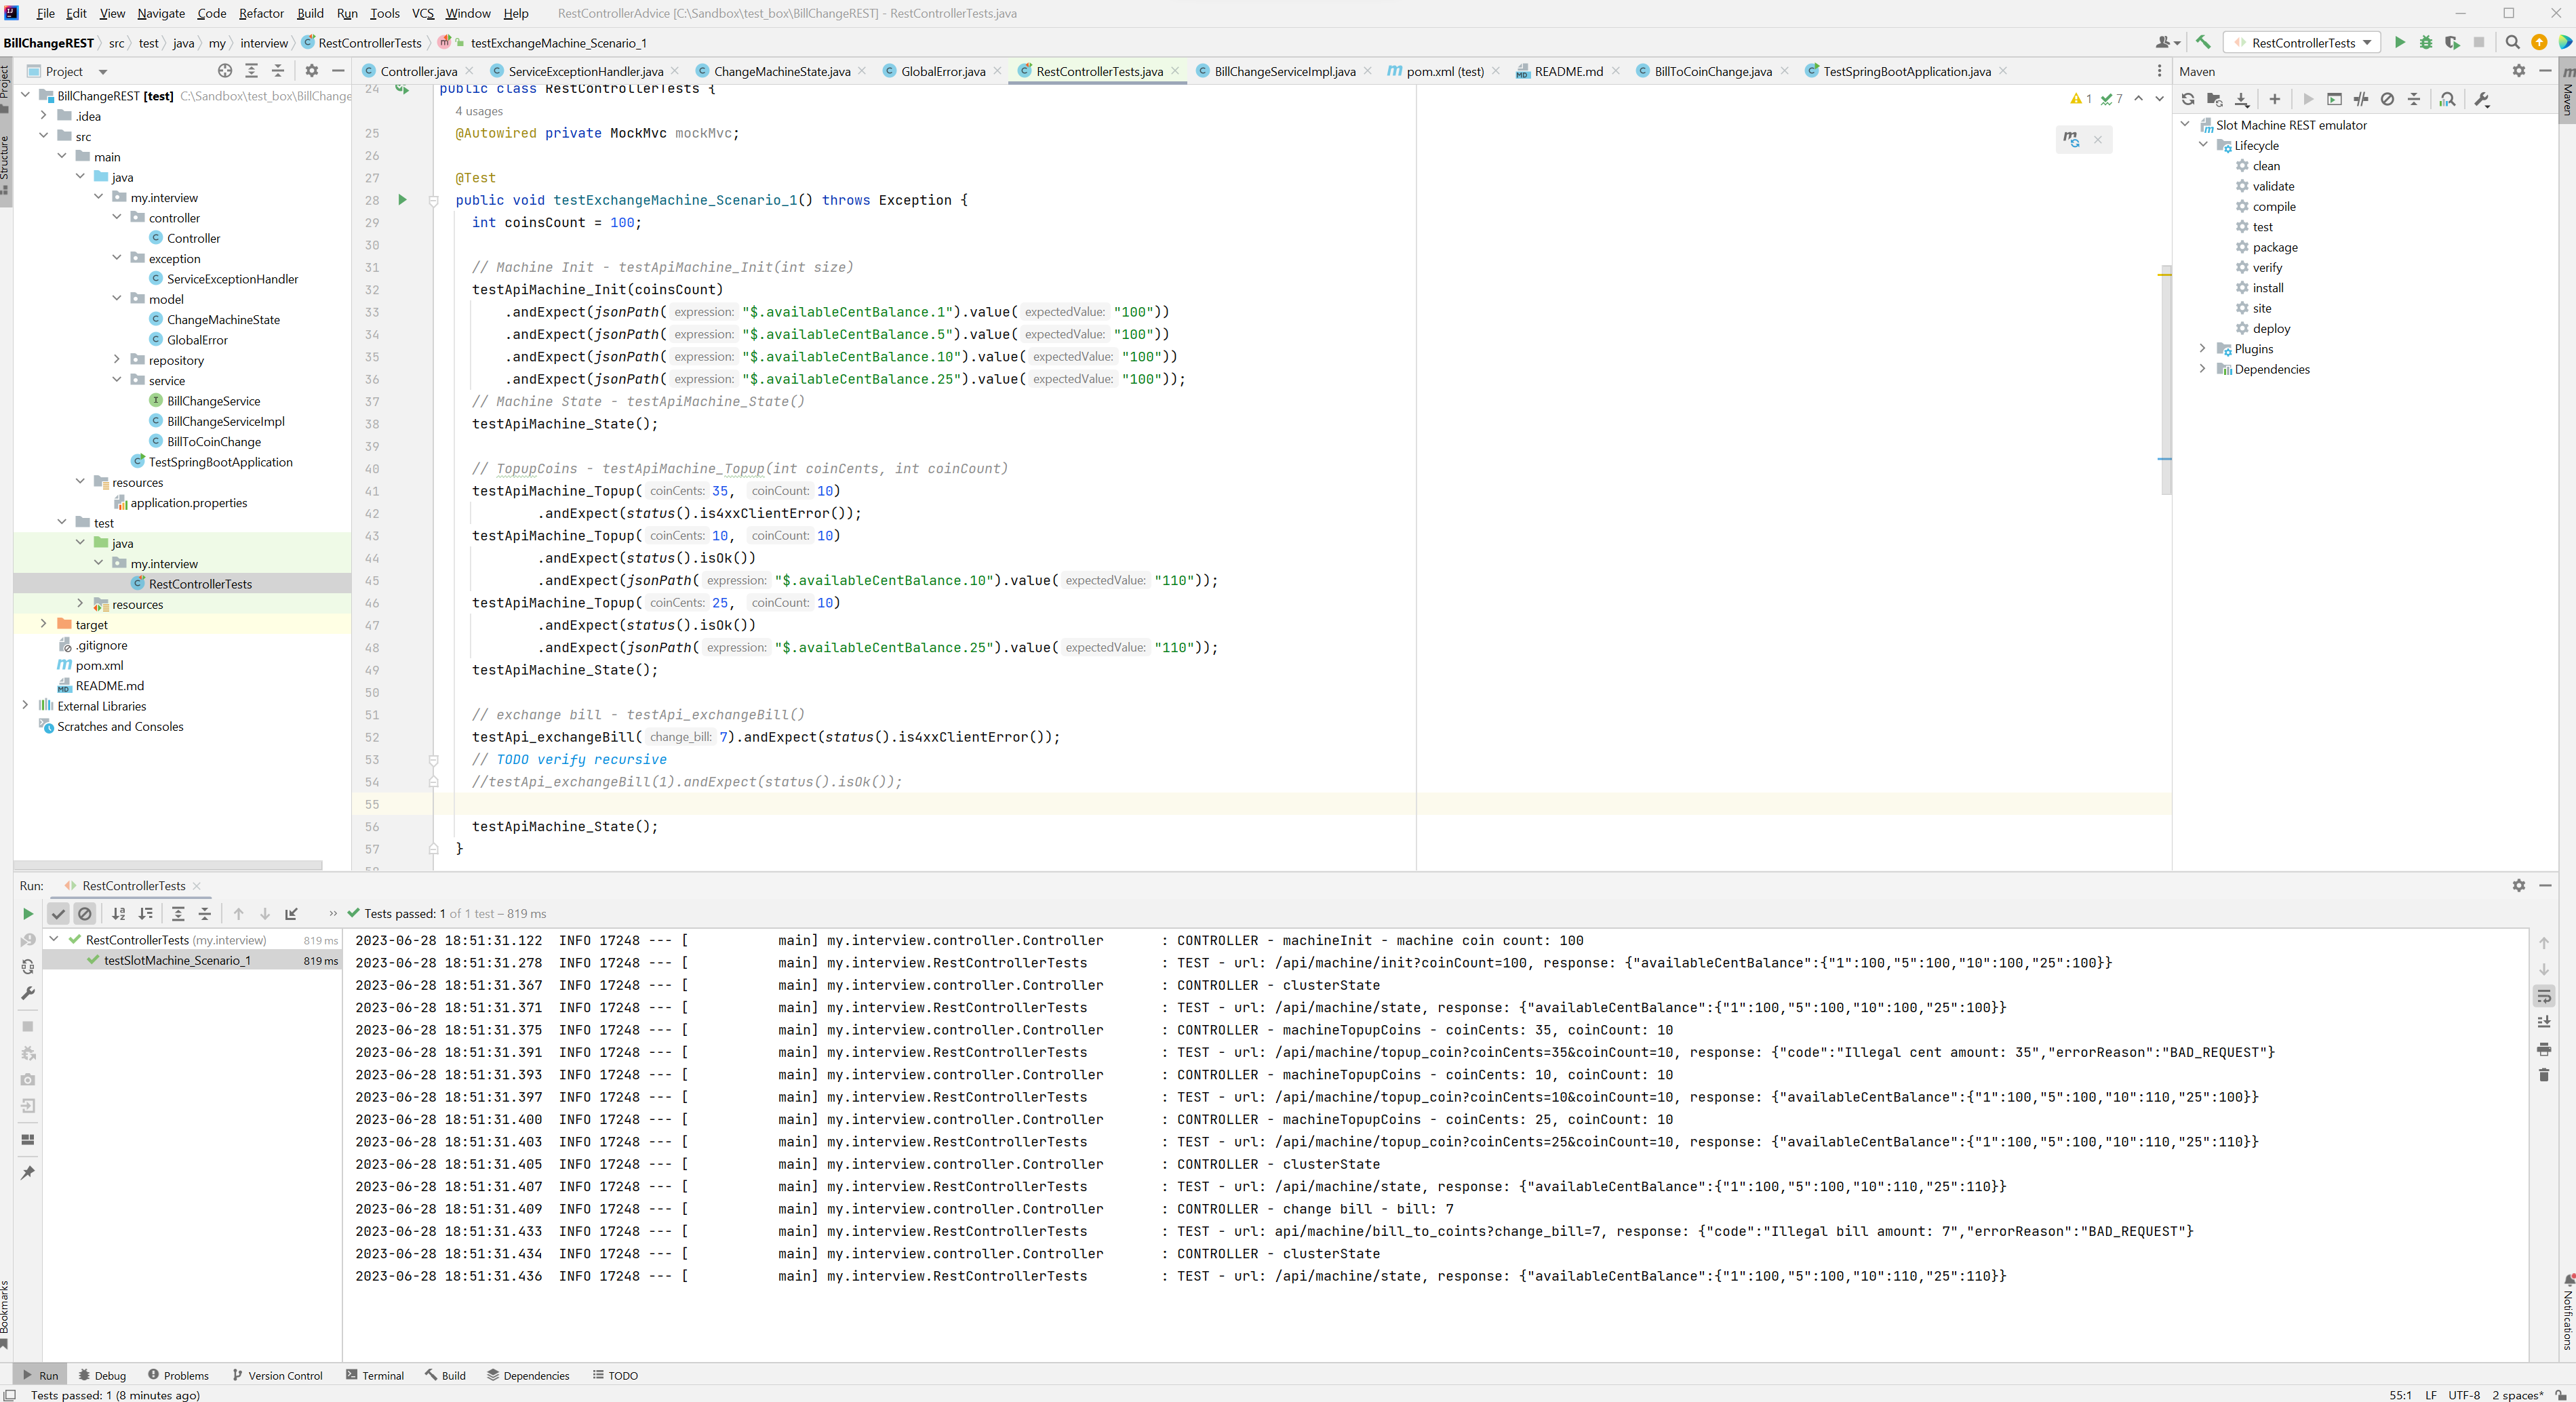 File Edit View Navigate Code Refactor Build Run Tools VCS Window Help RestControllerAdvice [C:\Sandbox\test_box\BillChangeREST] - RestControllerTests.java
BillChangeREST src test java my interview RestControllerTests testExchangeMachine_Scenario_1
RestControllerTests
Project
Controller.java ServiceExceptionHandler.java ChangeMachineState.java GlobalError.java RestControllerTests.java BillChangeServiceImpl.java pom.xml (test) README.md BillToCoinChange.java TestSpringBootApplication.java
Maven
Project
Structure
Bookmarks
BillChangeREST [test] C:\Sandbox\test_box\BillChange
.idea
src
main
java
my.interview
controller
Controller
exception
ServiceExceptionHandler
model
ChangeMachineState
GlobalError
repository
service
BillChangeService
BillChangeServiceImpl
BillToCoinChange
TestSpringBootApplication
resources
application.properties
test
java
my.interview
RestControllerTests
resources
target
.gitignore
pom.xml
README.md
External Libraries
Scratches and Consoles
24 public class RestControllerTests {
4 usages
25 @Autowired private MockMvc mockMvc;
26
27 @Test
28 public void testExchangeMachine_Scenario_1() throws Exception {
29 int coinsCount = 100;
30
31 // Machine Init - testApiMachine_Init(int size)
32 testApiMachine_Init(coinsCount)
33 .andExpect(jsonPath( expression: "$.availableCentBalance.1").value( expectedValue: "100"))
34 .andExpect(jsonPath( expression: "$.availableCentBalance.5").value( expectedValue: "100"))
35 .andExpect(jsonPath( expression: "$.availableCentBalance.10").value( expectedValue: "100"))
36 .andExpect(jsonPath( expression: "$.availableCentBalance.25").value( expectedValue: "100"));
37 // Machine State - testApiMachine_State()
38 testApiMachine_State();
39
40 // TopupCoins - testApiMachine_Topup(int coinCents, int coinCount)
41 testApiMachine_Topup( coinCents: 35, coinCount: 10)
42 .andExpect(status().is4xxClientError());
43 testApiMachine_Topup( coinCents: 10, coinCount: 10)
44 .andExpect(status().isOk())
45 .andExpect(jsonPath( expression: "$.availableCentBalance.10").value( expectedValue: "110"));
46 testApiMachine_Topup( coinCents: 25, coinCount: 10)
47 .andExpect(status().isOk())
48 .andExpect(jsonPath( expression: "$.availableCentBalance.25").value( expectedValue: "110"));
49 testApiMachine_State();
50
51 // exchange bill - testApi_exchangeBill()
52 testApi_exchangeBill( change_bill: 7).andExpect(status().is4xxClientError());
53 // TODO verify recursive
54 //testApi_exchangeBill(1).andExpect(status().isOk());
55
56 testApiMachine_State();
57 }
1 7
Slot Machine REST emulator
Lifecycle
clean
validate
compile
test
package
verify
install
site
deploy
Plugins
Dependencies
Maven
Notifications
Run: RestControllerTests
Tests passed: 1 of 1 test – 819 ms
RestControllerTests (my.interview) 819 ms
testSlotMachine_Scenario_1 819 ms
2023-06-28 18:51:31.122 INFO 17248 --- [ main] my.interview.controller.Controller : CONTROLLER - machineInit - machine coin count: 100
2023-06-28 18:51:31.278 INFO 17248 --- [ main] my.interview.RestControllerTests : TEST - url: /api/machine/init?coinCount=100, response: {"availableCentBalance":{"1":100,"5":100,"10":100,"25":100}}
2023-06-28 18:51:31.367 INFO 17248 --- [ main] my.interview.controller.Controller : CONTROLLER - clusterState
2023-06-28 18:51:31.371 INFO 17248 --- [ main] my.interview.RestControllerTests : TEST - url: /api/machine/state, response: {"availableCentBalance":{"1":100,"5":100,"10":100,"25":100}}
2023-06-28 18:51:31.375 INFO 17248 --- [ main] my.interview.controller.Controller : CONTROLLER - machineTopupCoins - coinCents: 35, coinCount: 10
2023-06-28 18:51:31.391 INFO 17248 --- [ main] my.interview.RestControllerTests : TEST - url: /api/machine/topup_coin?coinCents=35&coinCount=10, response: {"code":"Illegal cent amount: 35","errorReason":"BAD_REQUEST"}
2023-06-28 18:51:31.393 INFO 17248 --- [ main] my.interview.controller.Controller : CONTROLLER - machineTopupCoins - coinCents: 10, coinCount: 10
2023-06-28 18:51:31.397 INFO 17248 --- [ main] my.interview.RestControllerTests : TEST - url: /api/machine/topup_coin?coinCents=10&coinCount=10, response: {"availableCentBalance":{"1":100,"5":100,"10":110,"25":100}}
2023-06-28 18:51:31.400 INFO 17248 --- [ main] my.interview.controller.Controller : CONTROLLER - machineTopupCoins - coinCents: 25, coinCount: 10
2023-06-28 18:51:31.403 INFO 17248 --- [ main] my.interview.RestControllerTests : TEST - url: /api/machine/topup_coin?coinCents=25&coinCount=10, response: {"availableCentBalance":{"1":100,"5":100,"10":110,"25":110}}
2023-06-28 18:51:31.405 INFO 17248 --- [ main] my.interview.controller.Controller : CONTROLLER - clusterState
2023-06-28 18:51:31.407 INFO 17248 --- [ main] my.interview.RestControllerTests : TEST - url: /api/machine/state, response: {"availableCentBalance":{"1":100,"5":100,"10":110,"25":110}}
2023-06-28 18:51:31.409 INFO 17248 --- [ main] my.interview.controller.Controller : CONTROLLER - change bill - bill: 7
2023-06-28 18:51:31.433 INFO 17248 --- [ main] my.interview.RestControllerTests : TEST - url: api/machine/bill_to_coints?change_bill=7, response: {"code":"Illegal bill amount: 7","errorReason":"BAD_REQUEST"}
2023-06-28 18:51:31.434 INFO 17248 --- [ main] my.interview.controller.Controller : CONTROLLER - clusterState
2023-06-28 18:51:31.436 INFO 17248 --- [ main] my.interview.RestControllerTests : TEST - url: /api/machine/state, response: {"availableCentBalance":{"1":100,"5":100,"10":110,"25":110}}
Run Debug Problems Version Control Terminal Build Dependencies TODO
Tests passed: 1 (8 minutes ago) 55:1 LF UTF-8 2 spaces*